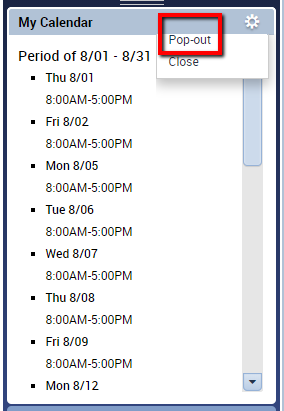 My Calendar
Pop-out
Close
Period of 8/01 - 8/31
Thu 8/01
8:00AM-5:00PM
Fri 8/02
8:00AM-5:00PM
Mon 8/05
8:00AM-5:00PM
Tue 8/06
8:00AM-5:00PM
Wed 8/07
8:00AM-5:00PM
Thu 8/08
8:00AM-5:00PM
Fri 8/09
8:00AM-5:00PM
Mon 8/12